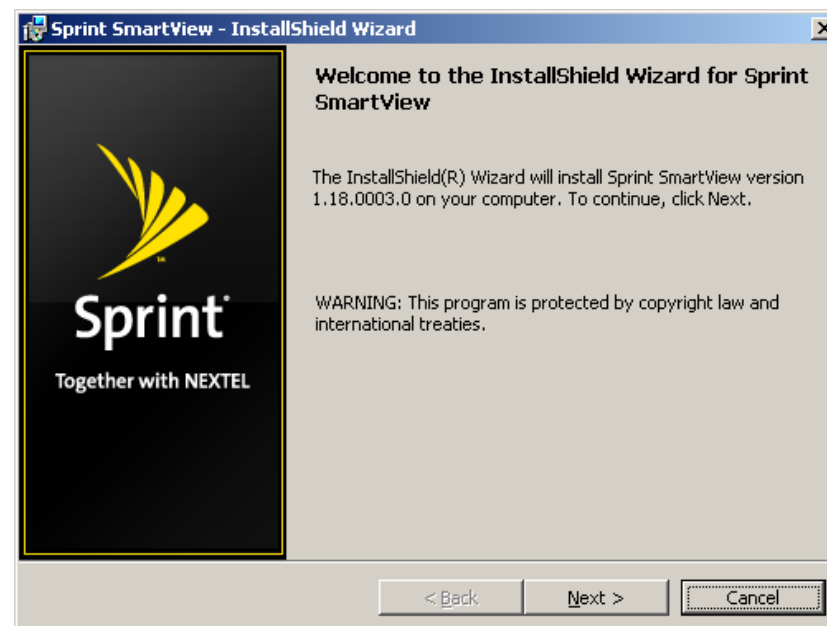 Sprint SmartView - InstallShield Wizard
Welcome to the InstallShield Wizard for Sprint
SmartView
The InstallShield(R) Wizard will install Sprint SmartView version
1.18.0003.0 on your computer. To continue, click Next.
WARNING: This program is protected by copyright law and
international treaties.
Sprint
Together with NEXTEL
< Back
Next >
Cancel